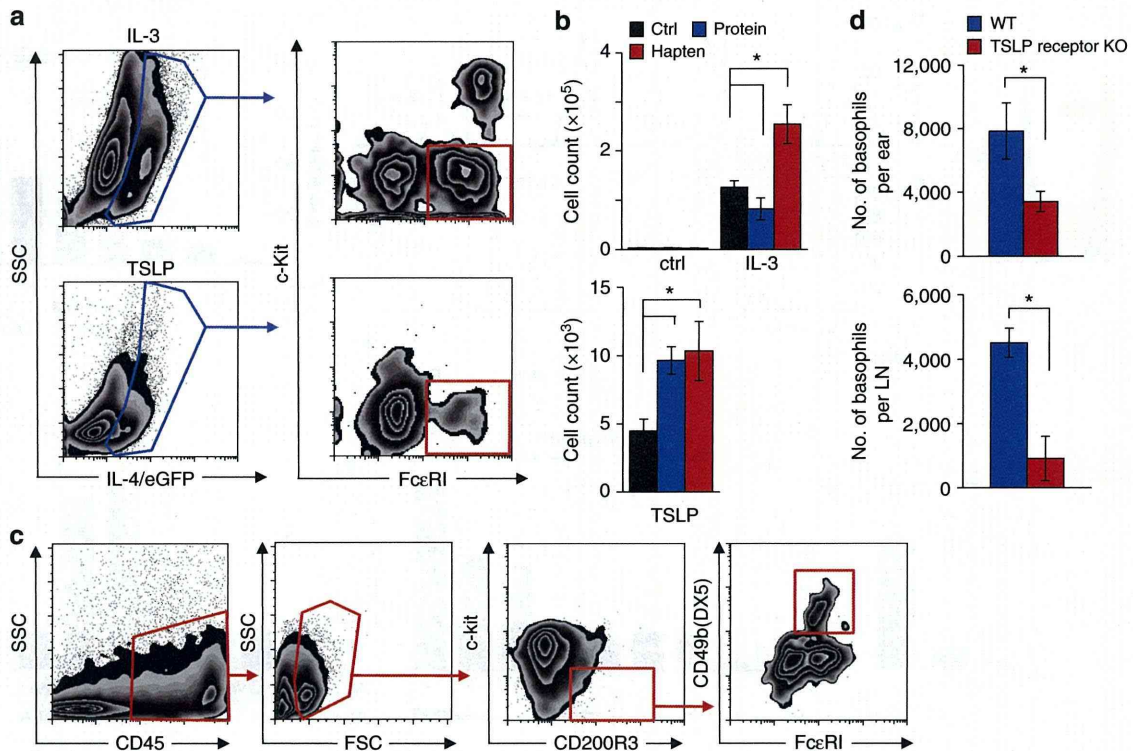 a
IL-3
SSC
TSLP
IL-4/eGFP
c-Kit
FcεRI
b
Ctrl Protein
Hapten
Cell count (×10⁵)
4
*
2
0
ctrl IL-3
Cell count (×10³)
15
*
10
5
0
TSLP
d
WT
TSLP receptor KO
No. of basophils
per ear
12,000
*
8,000
4,000
0
No. of basophils
per LN
6,000
*
4,000
2,000
0
c
SSC
CD45
SSC
FSC
c-kit
CD200R3
CD49b(DX5)
FcεRI